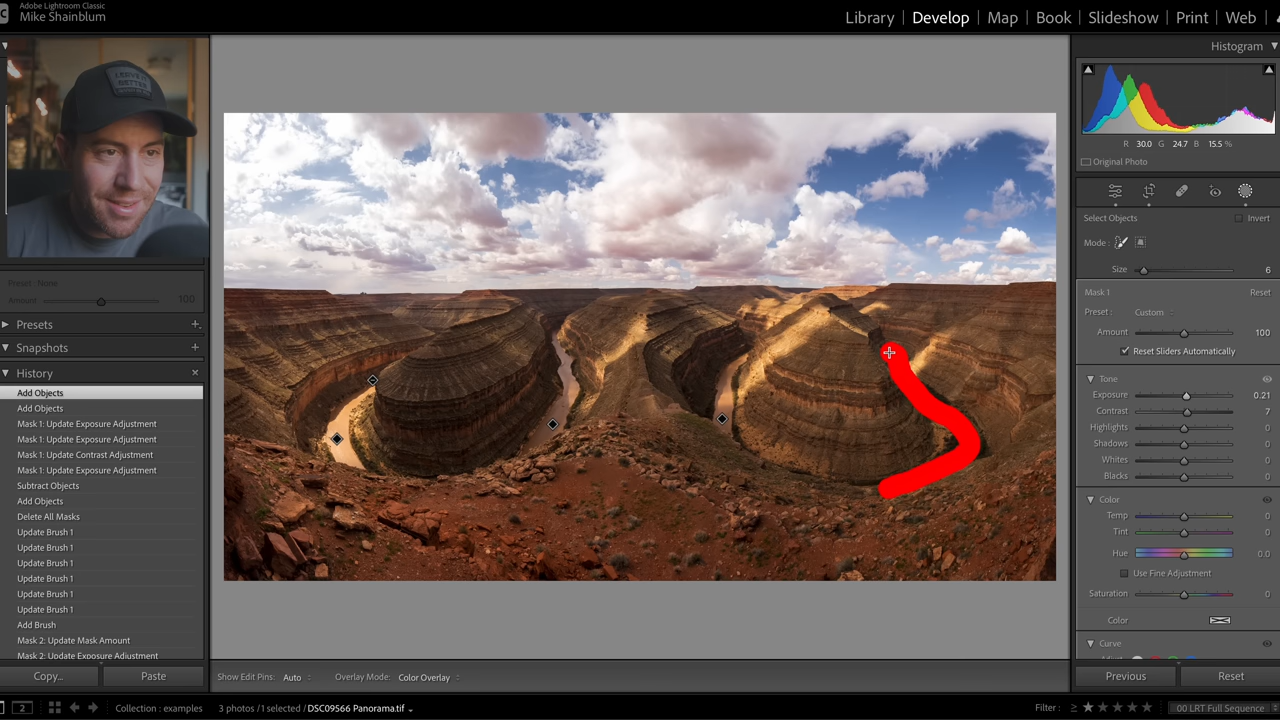 Adobe Lightroom Classic
Mike Shainblum
Library | Develop | Map | Book | Slideshow | Print | Web
LEAVE IT
BETTER
Preset : None
Amount 100
Presets
Snapshots
History
Add Objects
Add Objects
Mask 1: Update Exposure Adjustment
Mask 1: Update Exposure Adjustment
Mask 1: Update Contrast Adjustment
Mask 1: Update Exposure Adjustment
Subtract Objects
Add Objects
Delete All Masks
Update Brush 1
Update Brush 1
Update Brush 1
Update Brush 1
Update Brush 1
Update Brush 1
Add Brush
Mask 2: Update Mask Amount
Mask 2: Update Exposure Adjustment
Copy...
Paste
Histogram
R 30.0 G 24.7 B 15.5 %
Original Photo
Select Objects Invert
Mode :
Size 6
Mask 1 Reset
Preset : Custom
Amount 100
Reset Sliders Automatically
Tone
Exposure 0.21
Contrast 7
Highlights 0
Shadows 0
Whites 0
Blacks 0
Color
Temp 0
Tint 0
Hue 0.0
Use Fine Adjustment
Saturation 0
Color
Curve
Previous
Reset
Show Edit Pins: Auto Overlay Mode: Color Overlay
2 Collection : examples 3 photos / 1 selected / DSC09566 Panorama.tif
Filter : 00 LRT Full Sequence